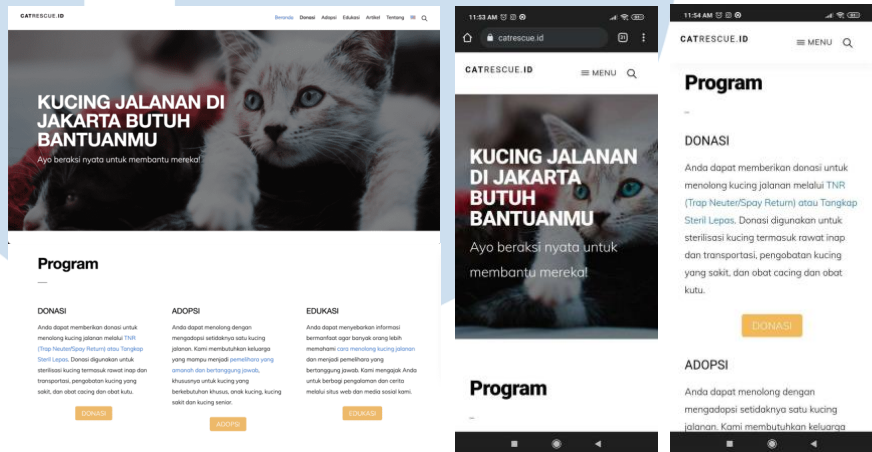 CATRESCUE.ID
Beranda Donasi Adopsi Edukasi Artikel Tentang
KUCING JALANAN DI
JAKARTA BUTUH
BANTUANMU
Ayo beraksi nyata untuk membantu mereka!
Program
DONASI
Anda dapat memberikan donasi untuk
menolong kucing jalanan melalui TNR
(Trap Neuter/Spay Return) atau Tangkap
Steril Lepas. Donasi digunakan untuk
sterilisasi kucing termasuk rawat inap dan
transportasi, pengobatan kucing yang
sakit, dan obat cacing dan obat kutu.
DONASI
ADOPSI
Anda dapat menolong dengan
mengadopsi setidaknya satu kucing
jalanan. Kami membutuhkan keluarga
yang mampu menjadi pemelihara yang
amanah dan bertanggung jawab,
khususnya untuk kucing yang
berkebutuhan khusus, anak kucing, kucing
sakit dan kucing senior.
ADOPSI
EDUKASI
Anda dapat menyebarkan informasi
bermanfaat agar banyak orang lebih
memahami cara menolong kucing jalanan
dan menjadi pemelihara yang
bertanggung jawab. Kami mengajak Anda
untuk berbagi pengalaman dan cerita
melalui situs web dan media sosial kami.
EDUKASI
11:53 AM
catrescue.id
21
CATRESCUE.ID
MENU
KUCING JALANAN
DI JAKARTA
BUTUH
BANTUANMU
Ayo beraksi nyata untuk
membantu mereka!
Program
11:54 AM
CATRESCUE.ID
MENU
Program
DONASI
Anda dapat memberikan donasi untuk
menolong kucing jalanan melalui TNR
(Trap Neuter/Spay Return) atau Tangkap
Steril Lepas. Donasi digunakan untuk
sterilisasi kucing termasuk rawat inap
dan transportasi, pengobatan kucing
yang sakit, dan obat cacing dan obat
kutu.
DONASI
ADOPSI
Anda dapat menolong dengan
mengadopsi setidaknya satu kucing
jalanan. Kami membutuhkan keluarga